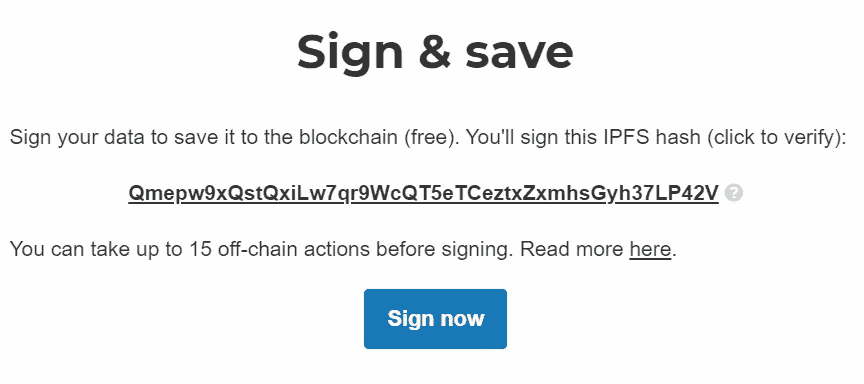 Sign & save
Sign your data to save it to the blockchain (free). You'll sign this IPFS hash (click to verify):
Qmepw9xQstQxiLw7qr9WcQT5eTCeztxZxmhsGyh37LP42V ?
You can take up to 15 off-chain actions before signing. Read more here.
Sign now